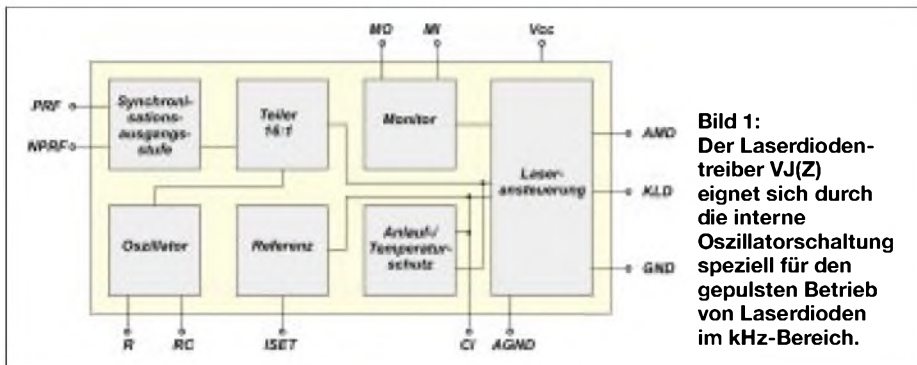 MO MI Vcc
PRF
NPRF
Synchroni-
sations-
ausgangs-
stufe
Teiler
16:1
Monitor
Laser-
ansteuerung
AMD
KLD
GND
Oszillator
Referenz
Anlauf-/
Temperatur-
schutz
R RC ISET CI AGND
Bild 1:
Der Laserdioden-
treiber VJ(Z)
eignet sich durch
die interne
Oszillatorschaltung
speziell für den
gepulsten Betrieb
von Laserdioden
im kHz-Bereich.